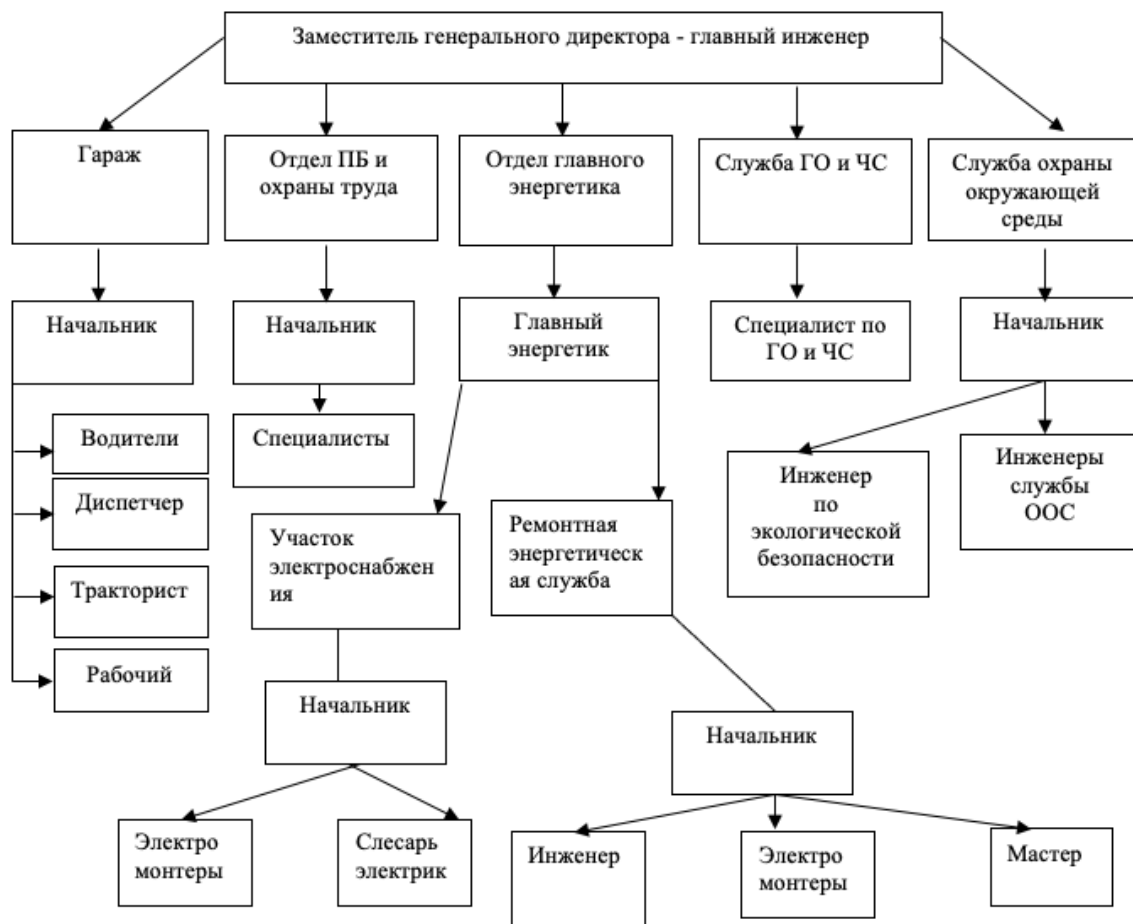 Заместитель генерального директора - главный инженер
Гараж
Отдел ПБ и
охраны труда
Отдел главного
энергетика
Служба ГО и ЧС
Служба охраны
окружающей
среды
Начальник
Начальник
Главный
энергетик
Специалист по
ГО и ЧС
Начальник
Водители
Диспетчер
Тракторист
Рабочий
Специалисты
Участок
электроснабжен
ия
Ремонтная
энергетическ
ая служба
Инженер
по
экологической
безопасности
Инженеры
службы
ООС
Начальник
Начальник
Электро
монтеры
Слесарь
электрик
Инженер
Электро
монтеры
Мастер